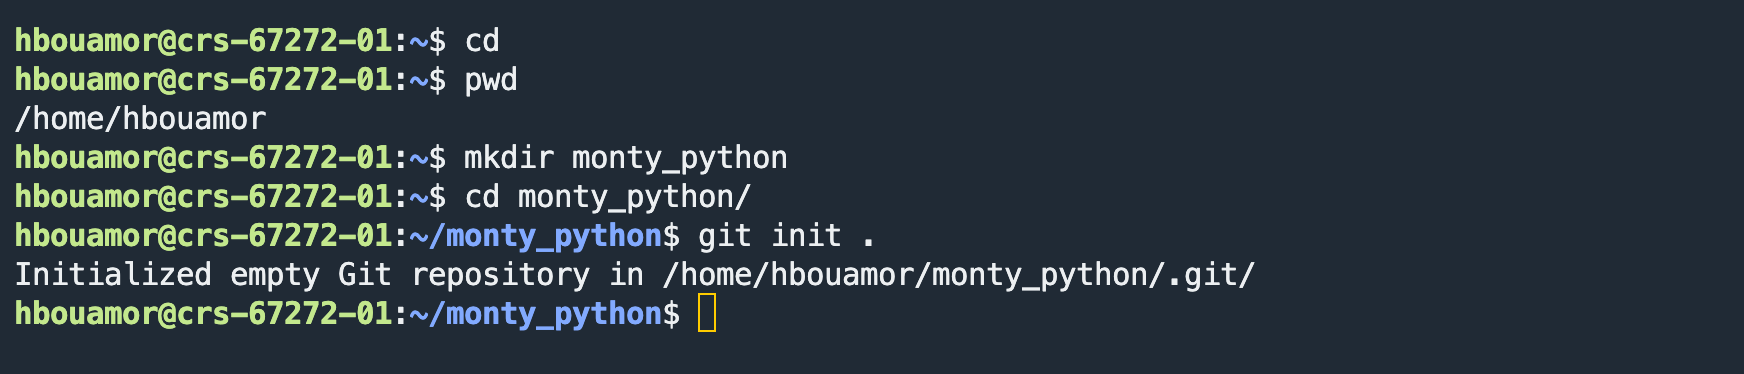 hbouamor@crs-67272-01:~$ cd
hbouamor@crs-67272-01:~$ pwd
/home/hbouamor
hbouamor@crs-67272-01:~$ mkdir monty_python
hbouamor@crs-67272-01:~$ cd monty_python/
hbouamor@crs-67272-01:~/monty_python$ git init .
Initialized empty Git repository in /home/hbouamor/monty_python/.git/
hbouamor@crs-67272-01:~/monty_python$